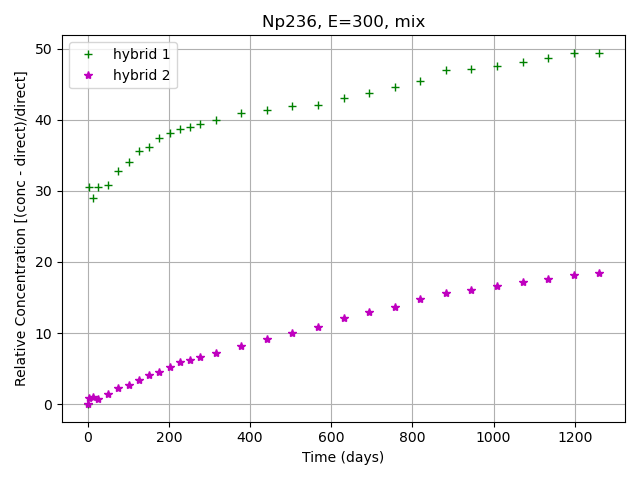 Np236, E=300, mix
hybrid 1
hybrid 2
Relative Concentration [(conc - direct)/direct]
50
40
30
20
10
0
0 200 400 600 800 1000 1200
Time (days)